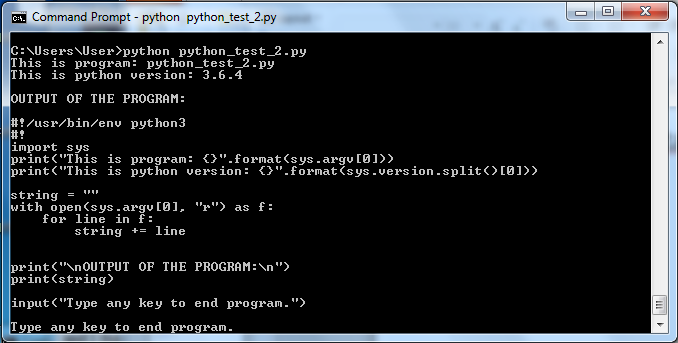 Command Prompt - python  python_test_2.py
C:\Users\User>python python_test_2.py
This is program: python_test_2.py
This is python version: 3.6.4
OUTPUT OF THE PROGRAM:
#!/usr/bin/env python3
#!
import sys
print("This is program: {}".format(sys.argv[0]))
print("This is python version: {}".format(sys.version.split()[0]))
string = ""
with open(sys.argv[0], "r") as f:
    for line in f:
        string += line
print("\nOUTPUT OF THE PROGRAM:\n")
print(string)
input("Type any key to end program.")
Type any key to end program.